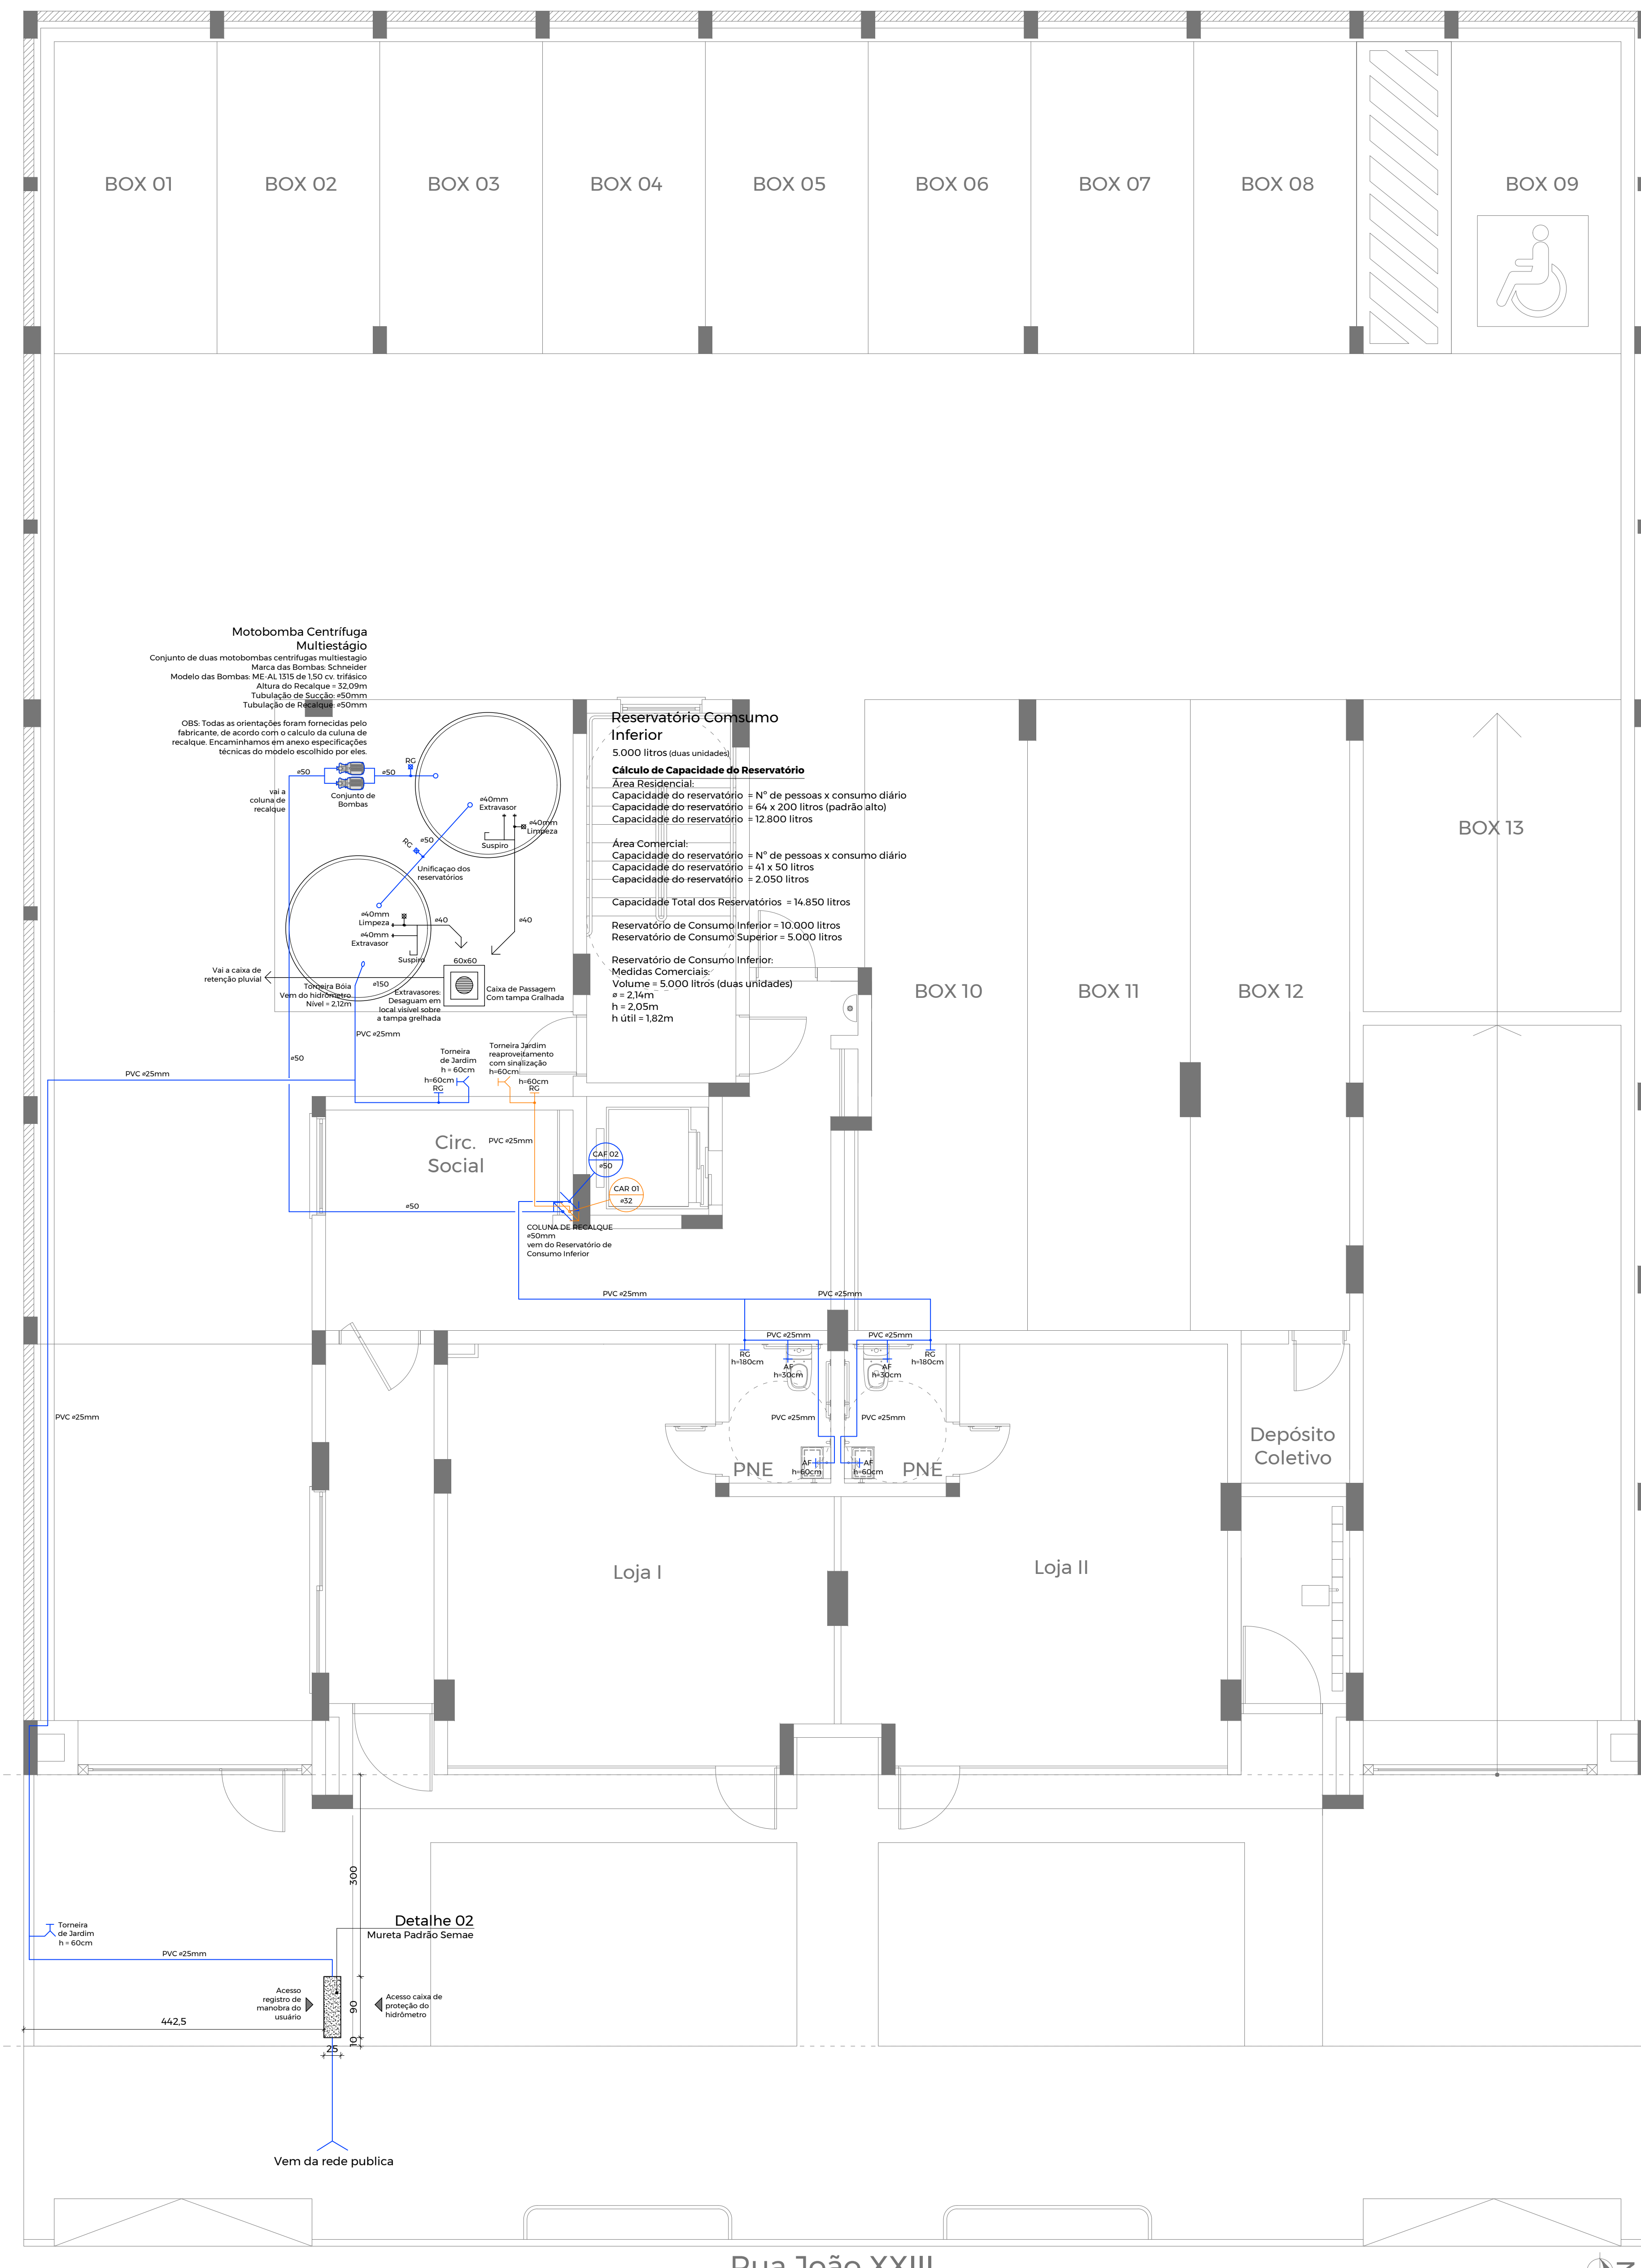 BOX 01
BOX 02
BOX 03
BOX 04
BOX 05
BOX 06
BOX 07
BOX 08
BOX 09
Motobomba Centrífuga
Multiestágio
Conjunto de duas motobombas centrifugas multiestagio
Marca das Bombas: Schneider
Modelo das Bombas: ME-AL 1315 de 1,50 cv. trifásico
Altura do Recalque = 32,09m
Tubulação de Sucção: ø50mm
Tubulação de Recalque: ø50mm
OBS: Todas as orientações foram fornecidas pelo
fabricante, de acordo com o calculo da culuna de
recalque. Encaminhamos em anexo especificações
técnicas do modelo escolhido por eles.
ø50
ø50
RG
vai a
coluna de
recalque
Conjunto de
Bombas
ø40mm
Extravasor
ø40mm
Limpeza
Suspiro
RG
ø50
Unificaçao dos
reservatórios
ø40mm
Limpeza
ø40mm
Extravasor
Suspiro
ø40
ø40
60x60
Vai a caixa de
retenção pluvial
Torneira Bóia
Vem do hidrômetro
Nível = 2,12m
ø150
Extravasores:
Desaguam em
local visível sobre
a tampa grelhada
Caixa de Passagem
Com tampa Gralhada
Reservatório Comsumo
Inferior
5.000 litros (duas unidades)
Cálculo de Capacidade do Reservatório
Área Residencial:
Capacidade do reservatório = Nº de pessoas x consumo diário
Capacidade do reservatório = 64 x 200 litros (padrão alto)
Capacidade do reservatório = 12.800 litros
Área Comercial:
Capacidade do reservatório = Nº de pessoas x consumo diário
Capacidade do reservatório = 41 x 50 litros
Capacidade do reservatório = 2.050 litros
Capacidade Total dos Reservatórios = 14.850 litros
Reservatório de Consumo Inferior = 10.000 litros
Reservatório de Consumo Superior = 5.000 litros
Reservatório de Consumo Inferior:
Medidas Comerciais:
Volume = 5.000 litros (duas unidades)
ø = 2,14m
h = 2,05m
h útil = 1,82m
BOX 10
BOX 11
BOX 12
BOX 13
PVC ø25mm
ø50
PVC ø25mm
Torneira
de Jardim
h = 60cm
h=60cm
RG
Torneira Jardim
reaproveitamento
com sinalização
h=60cm
h=60cm
RG
Circ.
Social
PVC ø25mm
CAF 02
ø50
CAR 01
ø32
ø50
COLUNA DE RECALQUE
ø50mm
vem do Reservatório de
Consumo Inferior
PVC ø25mm
PVC ø25mm
PVC ø25mm
PVC ø25mm
RG
h=180cm
AF
h=30cm
AF
h=30cm
RG
h=180cm
PVC ø25mm
PVC ø25mm
PVC ø25mm
AF
h=60cm
AF
h=60cm
PNE
PNE
Depósito
Coletivo
Loja I
Loja II
300
Torneira
de Jardim
h = 60cm
PVC ø25mm
Detalhe 02
Mureta Padrão Semae
Acesso
registro de
manobra do
usuário
Acesso caixa de
proteção do
hidrômetro
90
442,5
10
25
Vem da rede publica
Rua João XXIII